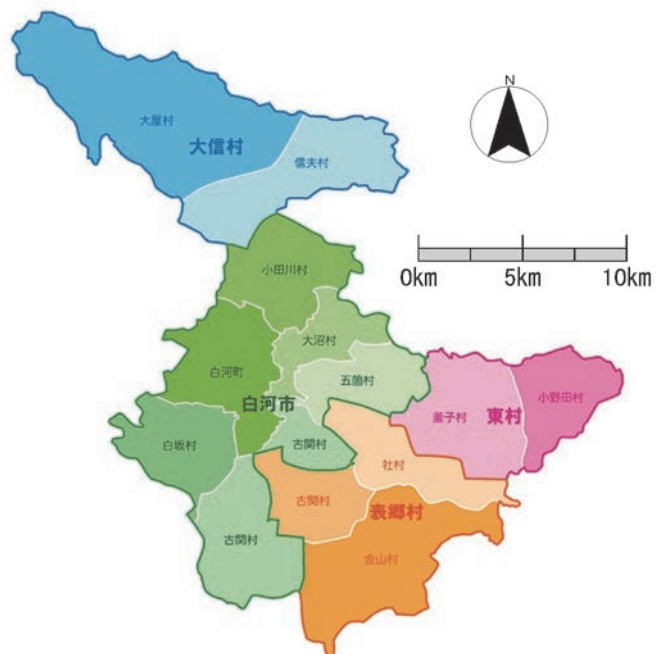 大屋村
大信村
信夫村
N
0km 5km 10km
小田川村
大沼村
白河町
五箇村
白河市
釜子村
東村
小野田村
白坂村
古関村
社村
古関村
表郷村
古関村
金山村